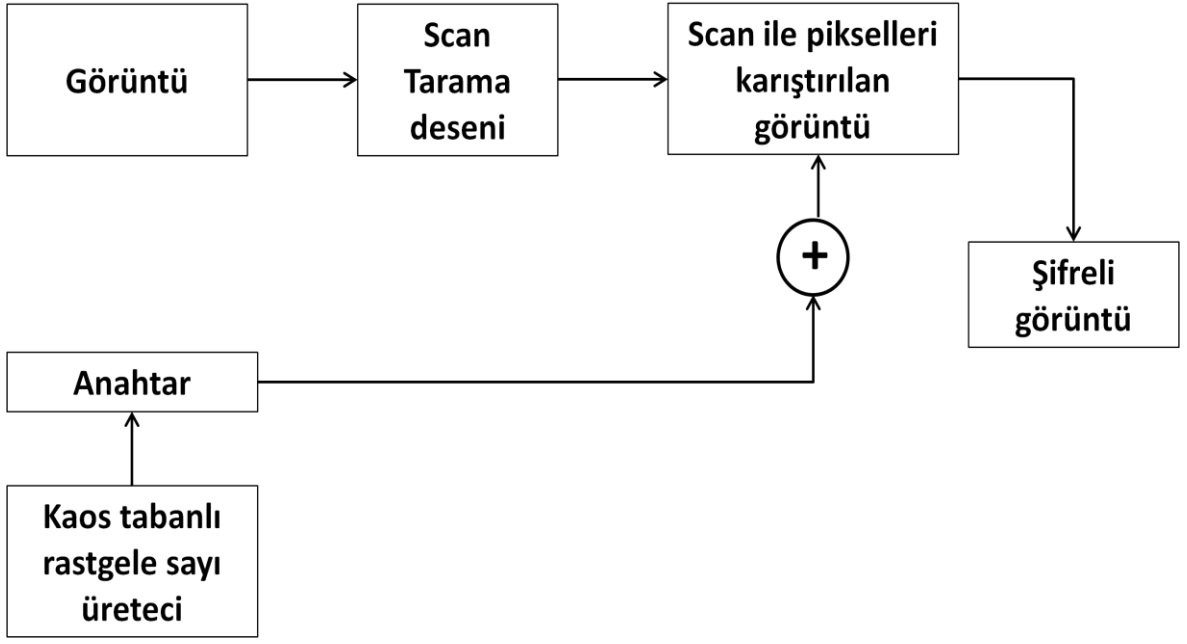 Görüntü
Scan
Tarama
deseni
Scan ile pikselleri
karıştırılan
görüntü
+
Şifreli
görüntü
Anahtar
Kaos tabanlı
rastgele sayı
üreteci